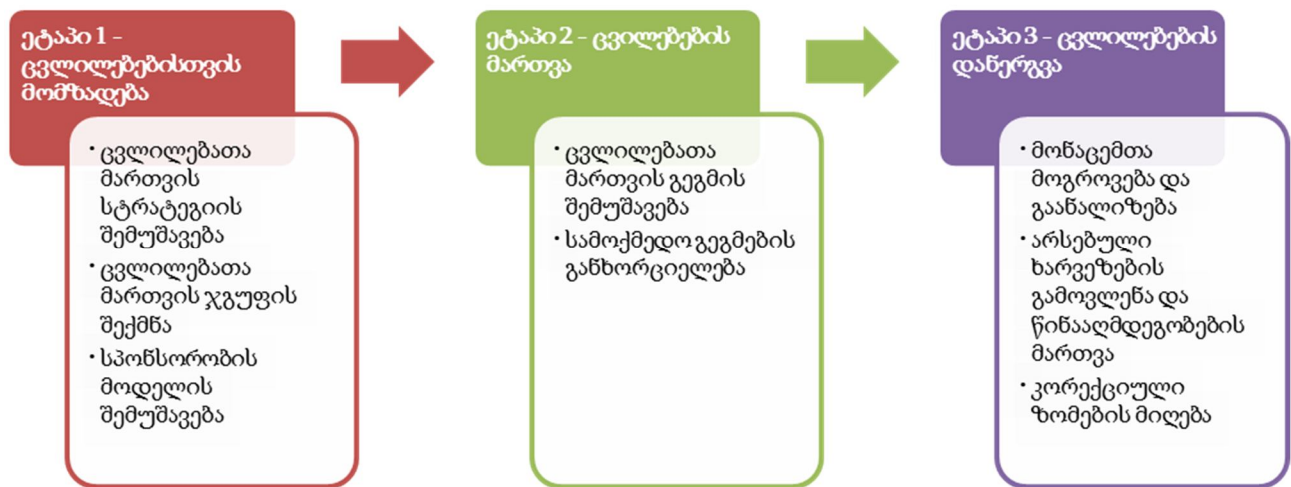 ეტაპი 1 -
ცვლილებებისთვის
მომზადება
· ცვლილებათა
მართვის
სტრატეგიის
შემუშავება
· ცვლილებათა
მართვის ჯგუფის
შექმნა
· სპონსორობის
მოდელის
შემუშავება
ეტაპი 2 - ცვილებების
მართვა
· ცვლილებათა
მართვის გეგმის
შემუშავება
· სამოქმედო გეგმების
განხორციელება
ეტაპი 3 - ცვლილებების
დანერგვა
· მონაცემთა
მოგროვება და
გაანალიზება
· არსებული
ხარვეზების
გამოვლენა და
წინააღმდეგობების
მართვა
· კორექციული
ზომების მიღება